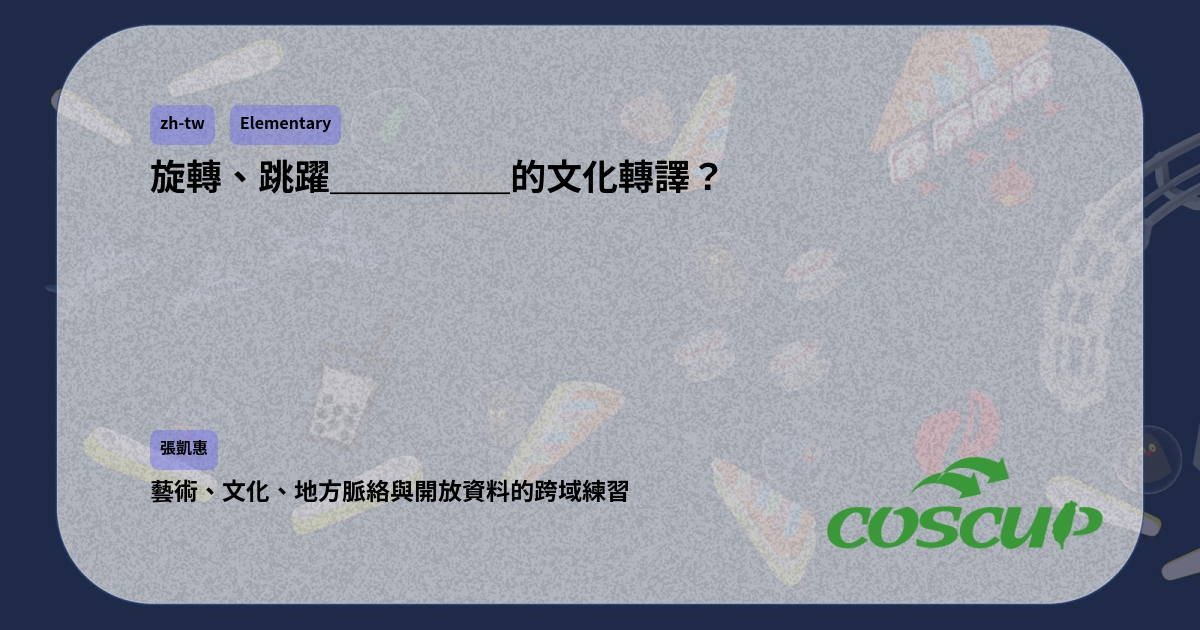 zh-tw Elementary
旋轉、跳躍__________的文化轉譯？
張凱惠
藝術、文化、地方脈絡與開放資料的跨域練習
COSCUP